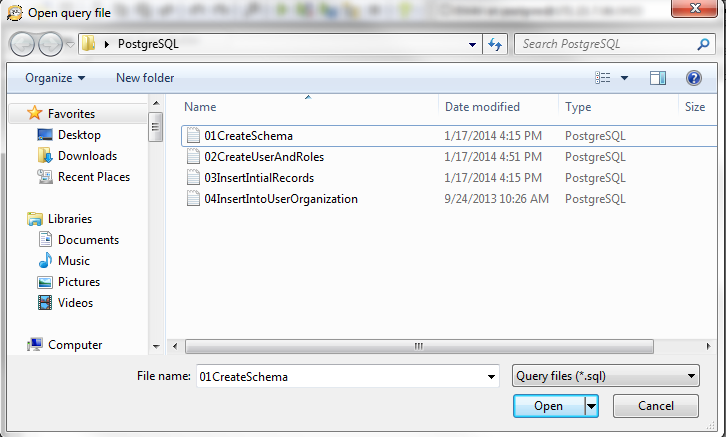 Open query file
PostgreSQL
Search PostgreSQL
Organize
New folder
Name Date modified Type Size
Favorites
Desktop
Downloads
Recent Places
Libraries
Documents
Music
Pictures
Videos
Computer
01CreateSchema 1/17/2014 4:15 PM PostgreSQL
02CreateUserAndRoles 1/17/2014 4:51 PM PostgreSQL
03InsertIntialRecords 1/17/2014 4:15 PM PostgreSQL
04InsertIntoUserOrganization 9/24/2013 10:26 AM PostgreSQL
File name: 01CreateSchema Query files (*.sql)
Open Cancel